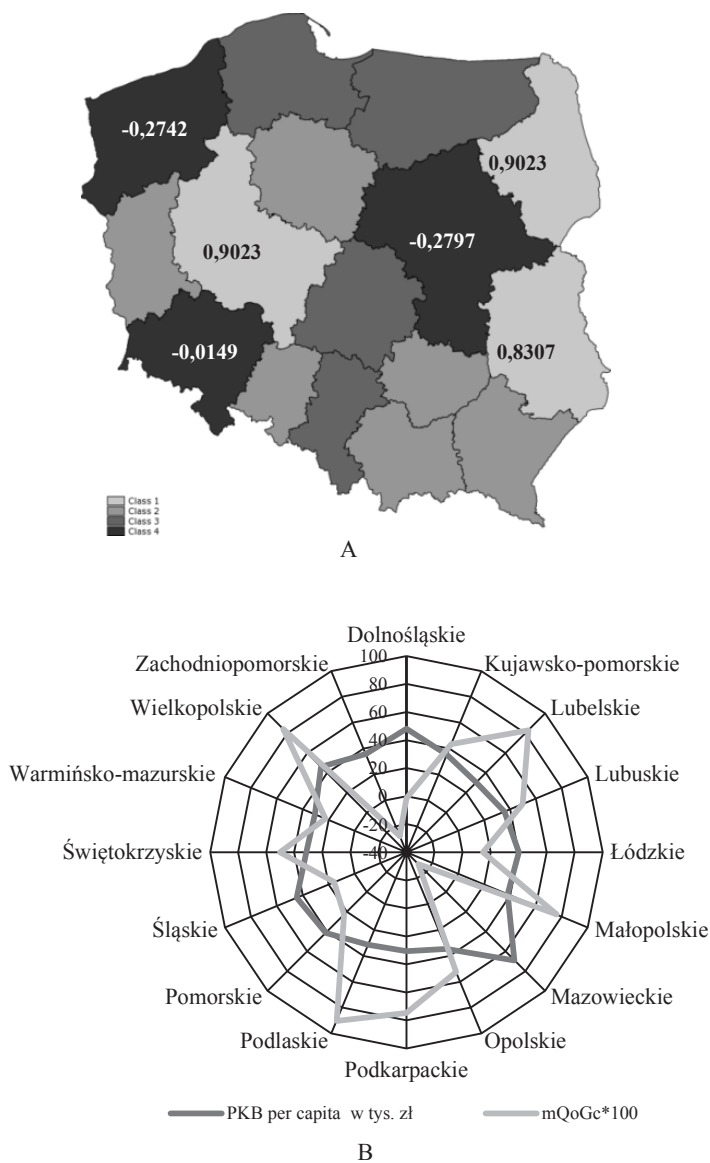 -0,2742
0,9023
0,9023
-0,2797
-0,0149
0,8307
Class 1
Class 2
Class 3
Class 4
A
Dolnośląskie
Zachodniopomorskie
Kujawsko-pomorskie
Wielkopolskie
Lubelskie
Warmińsko-mazurskie
Lubuskie
Świętokrzyskie
Łódzkie
Śląskie
Małopolskie
Pomorskie
Mazowieckie
Podlaskie
Opolskie
Podkarpackie
100
80
60
40
20
0
-20
-40
PKB per capita w tys. zł
mQoGc*100
B